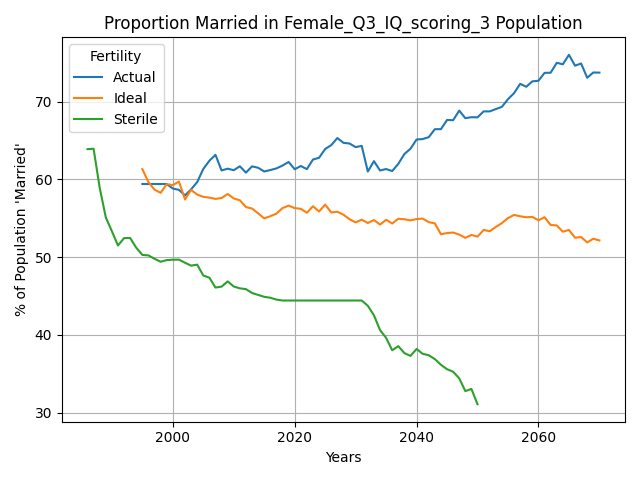 Proportion Married in Female_Q3_IQ_scoring_3 Population
% of Population 'Married'
Fertility
Actual
Ideal
Sterile
70
60
50
40
30
2000
2020
2040
2060
Years